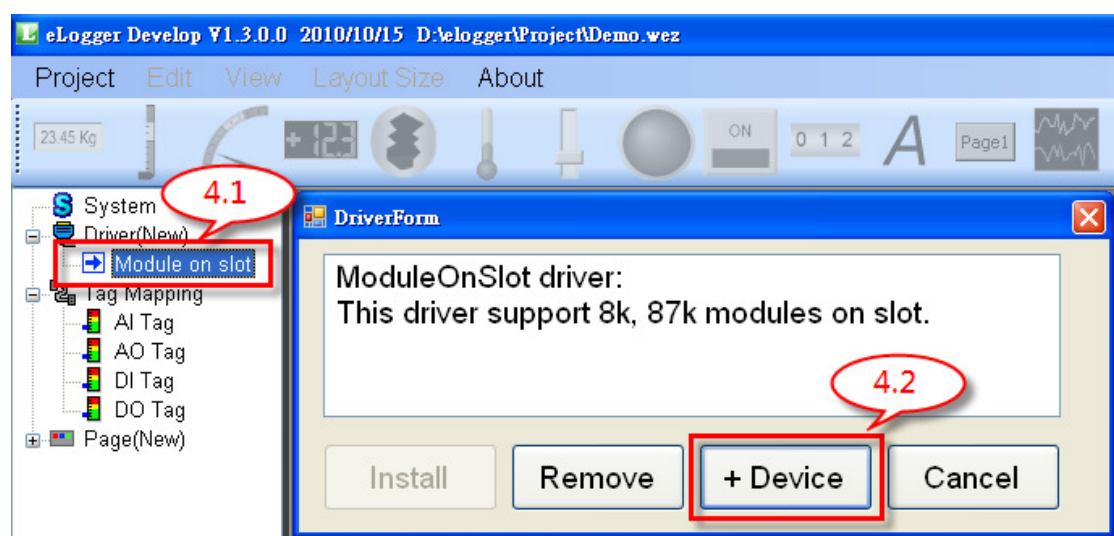 eLogger Develop V1.3.0.0 2010/10/15 D:\elogger\Project\Demo.wez
Project Edit View Layout Size About
23.45 Kg +12.3 ON 0 1 2 A Page1
4.1
System
Driver(New)
Module on slot
Tag Mapping
AI Tag
AO Tag
DI Tag
DO Tag
Page(New)
DriverForm
ModuleOnSlot driver:
This driver support 8k, 87k modules on slot.
4.2
Install Remove + Device Cancel